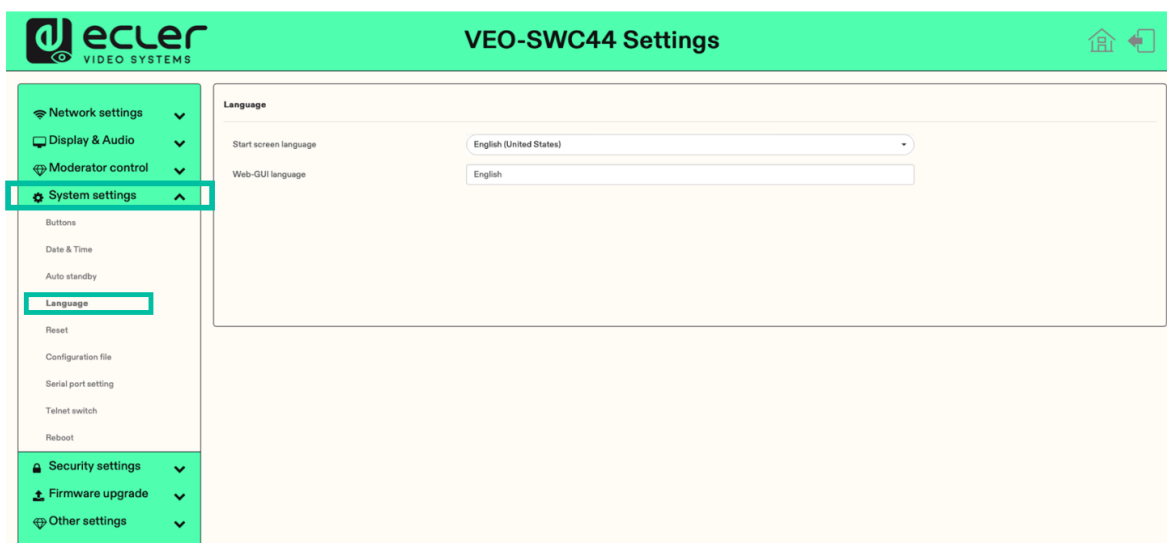 ecler
VIDEO SYSTEMS
VEO-SWC44 Settings
Network settings
Display & Audio
Moderator control
System settings
Buttons
Date & Time
Auto standby
Language
Reset
Configuration file
Serial port setting
Telnet switch
Reboot
Security settings
Firmware upgrade
Other settings
Language
Start screen language English (United States)
Web-GUI language English